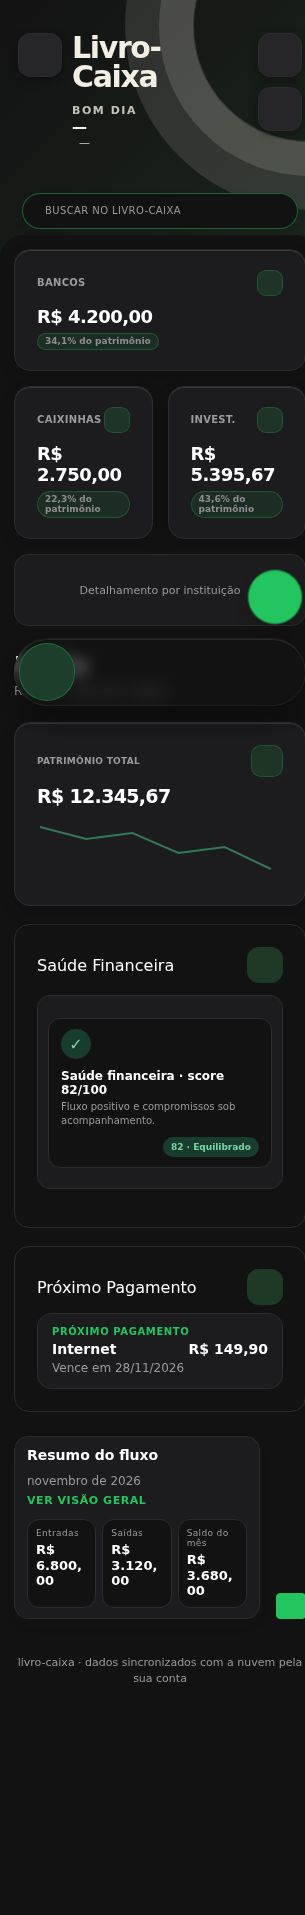 Livro-
Caixa
BOM DIA
—
—
BUSCAR NO LIVRO-CAIXA
BANCOS
R$ 4.200,00
34,1% do patrimônio
CAIXINHAS
R$
2.750,00
22,3% do
patrimônio
INVEST.
R$
5.395,67
43,6% do
patrimônio
Detalhamento por instituição
PATRIMÔNIO TOTAL
R$ 12.345,67
Saúde Financeira
✓
Saúde financeira · score
82/100
Fluxo positivo e compromissos sob
acompanhamento.
82 · Equilibrado
Próximo Pagamento
PRÓXIMO PAGAMENTO
Internet R$ 149,90
Vence em 28/11/2026
Resumo do fluxo
novembro de 2026
VER VISÃO GERAL
Entradas
R$
6.800,
00
Saídas
R$
3.120,
00
Saldo do
mês
R$
3.680,
00
livro-caixa · dados sincronizados com a nuvem pela
sua conta